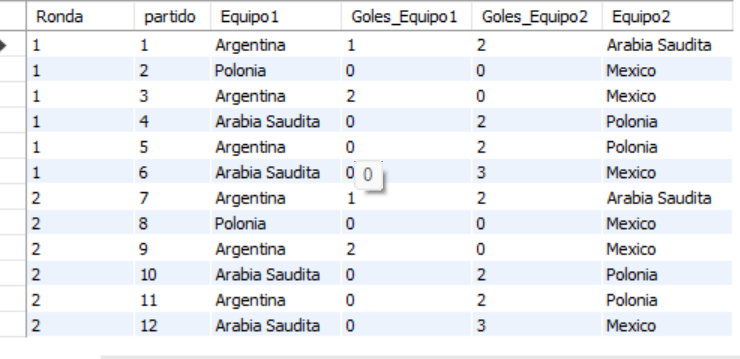 Ronda partido Equipo1 Goles_Equipo1 Goles_Equipo2 Equipo2
1 1 Argentina 1 2 Arabia Saudita
1 2 Polonia 0 0 Mexico
1 3 Argentina 2 0 Mexico
1 4 Arabia Saudita 0 2 Polonia
1 5 Argentina 0 2 Polonia
1 6 Arabia Saudita 0 0 3 Mexico
2 7 Argentina 1 2 Arabia Saudita
2 8 Polonia 0 0 Mexico
2 9 Argentina 2 0 Mexico
2 10 Arabia Saudita 0 2 Polonia
2 11 Argentina 0 2 Polonia
2 12 Arabia Saudita 0 3 Mexico